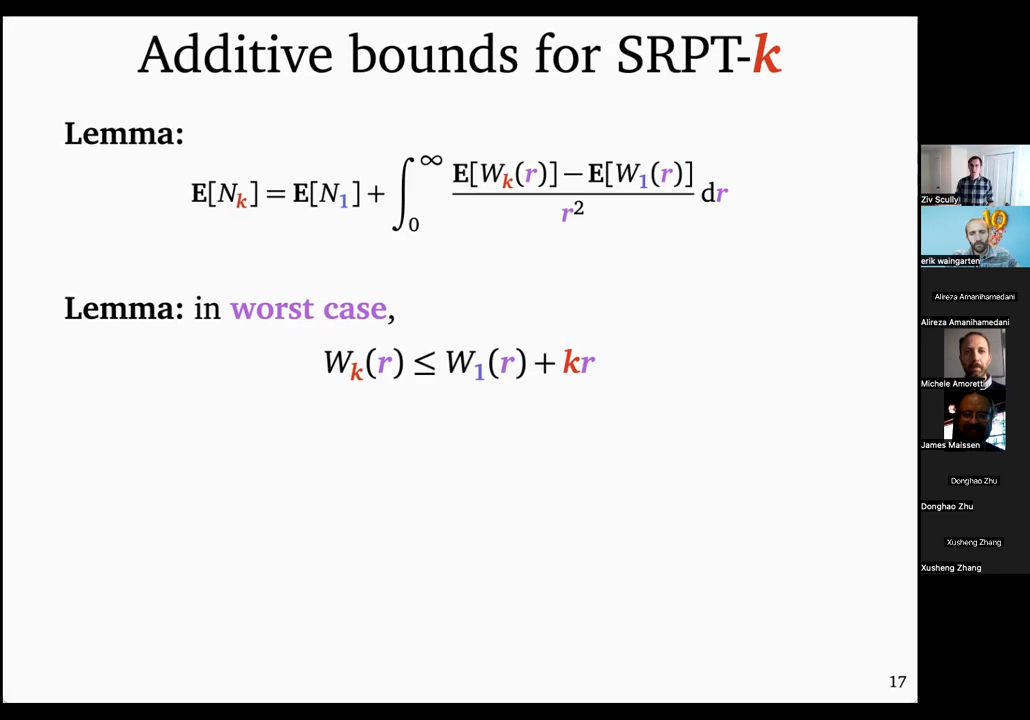 Additive bounds for SRPT-k
Lemma:
E[N_k] = E[N_1] + ∫_0^∞ (E[W_k(r)] − E[W_1(r)]) / r² dr
Lemma: in worst case,
W_k(r) ≤ W_1(r) + kr
17
Ziv Scully
erik waingarten
Alireza Amanihamedani
Alireza Amanihamedani
Michele Amoretti
James Maissen
Donghao Zhu
Donghao Zhu
Xusheng Zhang
Xusheng Zhang